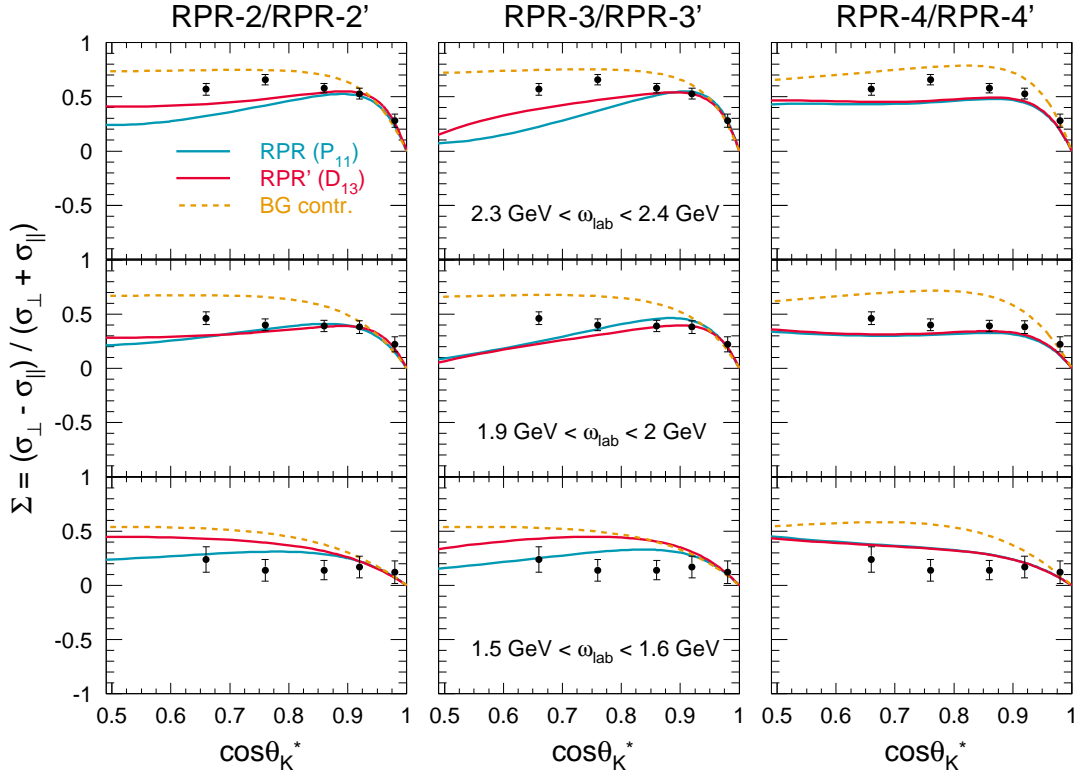 RPR-2/RPR-2' RPR-3/RPR-3' RPR-4/RPR-4'
1
0.5
0
-0.5
-1
RPR (P11)
RPR' (D13)
BG contr.
2.3 GeV < ωlab < 2.4 GeV
1
0.5
0
-0.5
-1
1.9 GeV < ωlab < 2 GeV
1
0.5
0
-0.5
-1
1.5 GeV < ωlab < 1.6 GeV
Σ = (σ⊥ - σ||) / (σ⊥ + σ||)
0.5 0.6 0.7 0.8 0.9 1 0.5 0.6 0.7 0.8 0.9 1 0.5 0.6 0.7 0.8 0.9 1
cosθK* cosθK* cosθK*